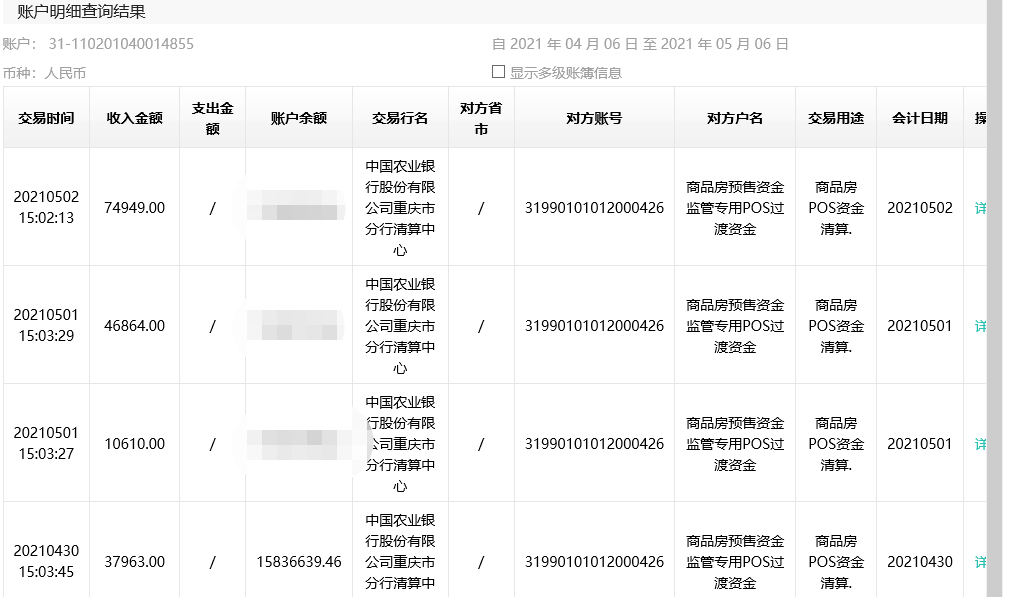 账户明细查询结果
账户： 31-110201040014855
自 2021 年 04 月 06 日 至 2021 年 05 月 06 日
币种：人民币
显示多级账簿信息
交易时间 收入金额 支出金额 账户余额 交易行名 对方省市 对方账号 对方户名 交易用途 会计日期
20210502 15:02:13 74949.00 / 中国农业银行股份有限公司重庆市分行清算中心 / 31990101012000426 商品房预售资金监管专用POS过渡资金 商品房POS资金清算. 20210502 详
20210501 15:03:29 46864.00 / 中国农业银行股份有限公司重庆市分行清算中心 / 31990101012000426 商品房预售资金监管专用POS过渡资金 商品房POS资金清算. 20210501 详
20210501 15:03:27 10610.00 / 中国农业银行股份有限公司重庆市分行清算中心 / 31990101012000426 商品房预售资金监管专用POS过渡资金 商品房POS资金清算. 20210501 详
20210430 15:03:45 37963.00 / 15836639.46 中国农业银行股份有限公司重庆市分行清算中 / 31990101012000426 商品房预售资金监管专用POS过渡资金 商品房POS资金清算. 20210430 详